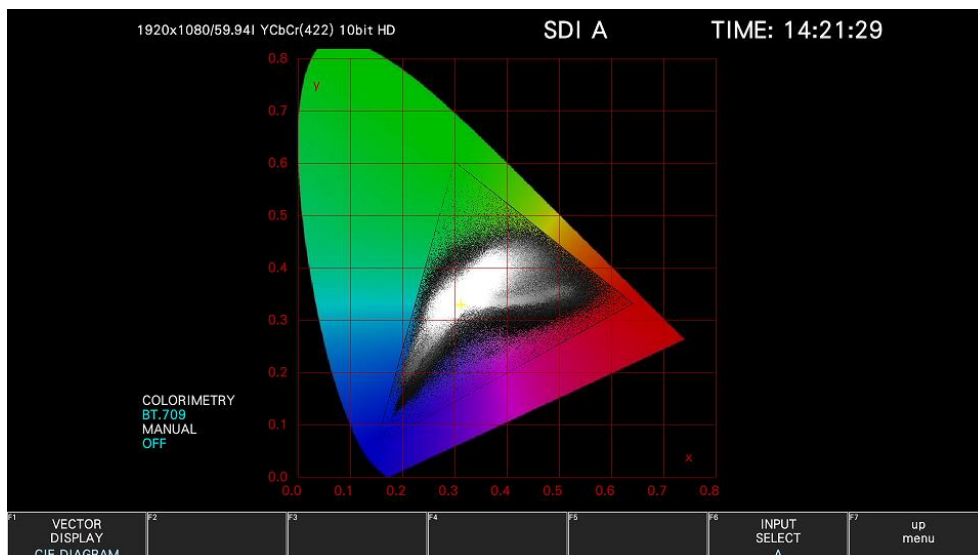 1920x1080/59.94I YCbCr(422) 10bit HD
SDI A
TIME: 14:21:29
0.8
y
0.7
0.6
0.5
0.4
0.3
0.2
0.1
0.0
x
0.0 0.1 0.2 0.3 0.4 0.5 0.6 0.7 0.8
COLORIMETRY
BT.709
MANUAL
OFF
F1 VECTOR
DISPLAY
CIE DIAGRAM
F2
F3
F4
F5
F6 INPUT
SELECT
A
F7 up
menu